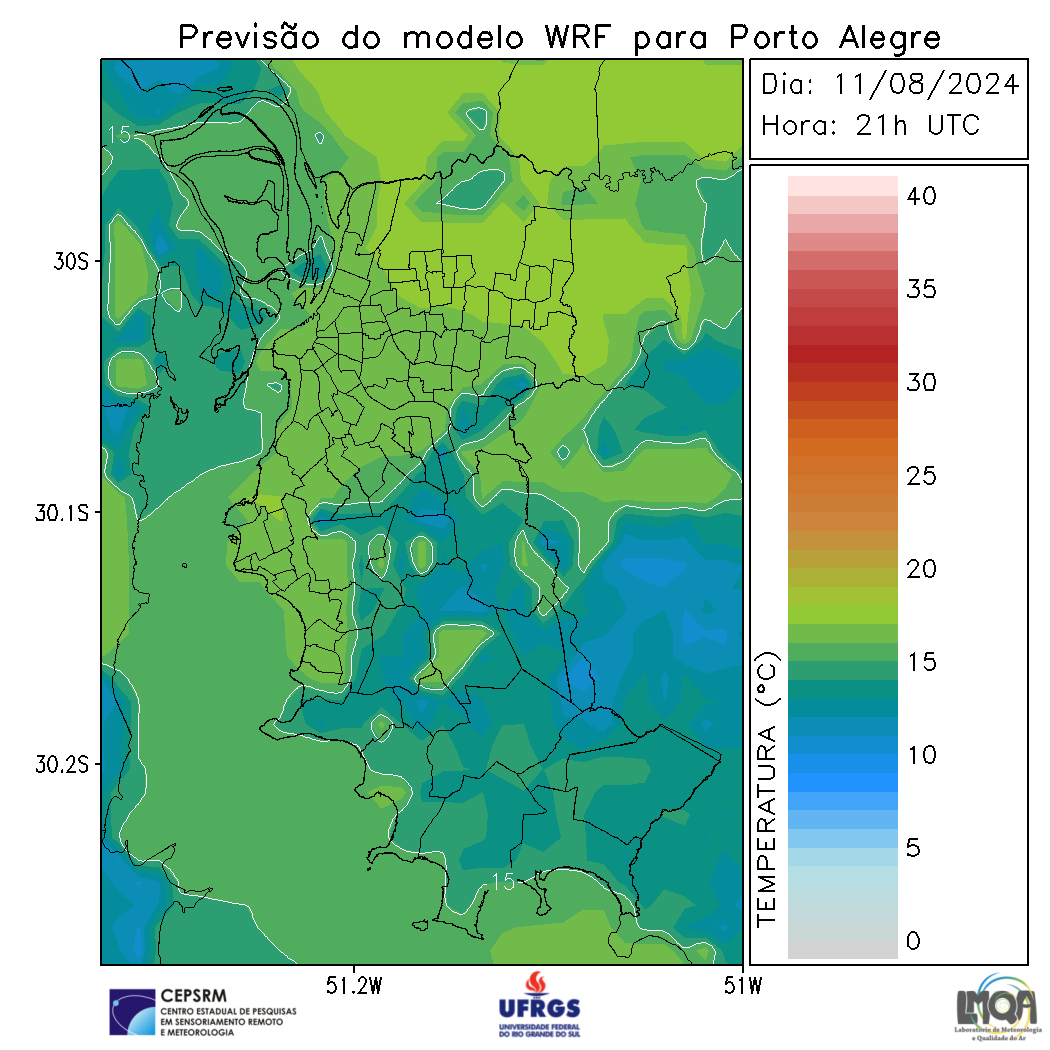 Previsão do modelo WRF para Porto Alegre
Dia: 11/08/2024
Hora: 21h UTC
15
30S
30.1S
30.2S
15
51.2W
51W
40
35
30
25
20
15
10
5
0
TEMPERATURA (°C)
CEPSRM
CENTRO ESTADUAL DE PESQUISAS
EM SENSORIAMENTO REMOTO
E METEOROLOGIA
UFRGS
UNIVERSIDADE FEDERAL
DO RIO GRANDE DO SUL
LMQA
Laboratório de Meteorologia
e Qualidade do Ar